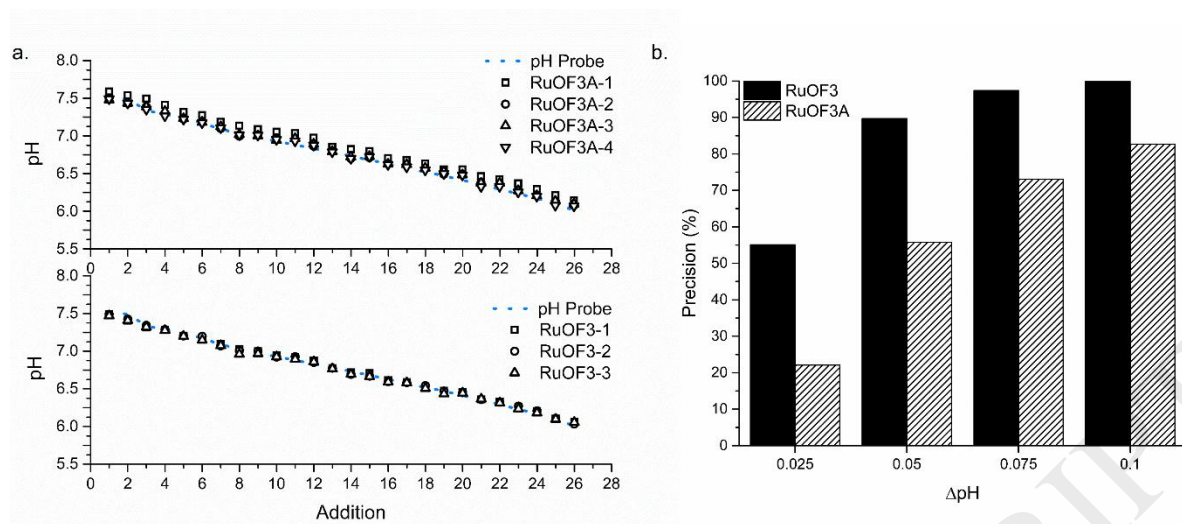 a.
8.0
7.5
7.0
6.5
6.0
5.5
pH
pH Probe
RuOF3A-1
RuOF3A-2
RuOF3A-3
RuOF3A-4
0 2 4 6 8 10 12 14 16 18 20 22 24 26 28
8.0
7.5
7.0
6.5
6.0
5.5
pH
pH Probe
RuOF3-1
RuOF3-2
RuOF3-3
0 2 4 6 8 10 12 14 16 18 20 22 24 26 28
Addition
b.
100
90
80
70
60
50
40
30
20
10
0
Precision (%)
RuOF3
RuOF3A
0.025 0.05 0.075 0.1
ΔpH